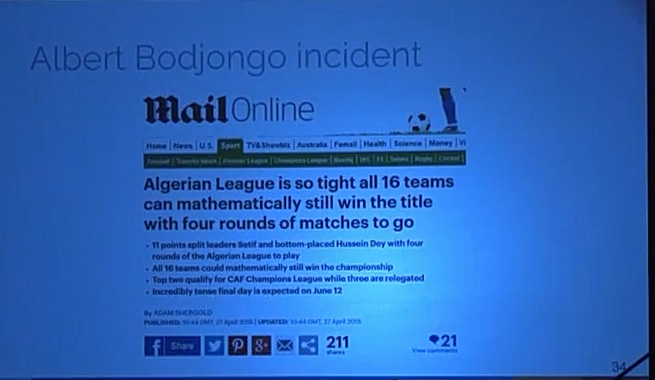 Albert Bodjongo incident
Mail Online
Home News U.S. Sport TV&Showbiz Australia Femail Health Science Money Vi
Football Transfer News Premier League Champions League Boxing UFC F1 Tennis Rugby Cricket
Algerian League is so tight all 16 teams
can mathematically still win the title
with four rounds of matches to go
• 11 points split leaders Setif and bottom-placed Hussein Dey with four
rounds of the Algerian League to play
• All 16 teams could mathematically still win the championship
• Top two qualify for CAF Champions League while three are relegated
• Incredibly tense final day is expected on June 12
By ADAM SHERGOLD
PUBLISHED: 10:44 GMT, 27 April 2015 | UPDATED: 10:44 GMT, 27 April 2015
f Share g+ 211 21
shares View comments
34